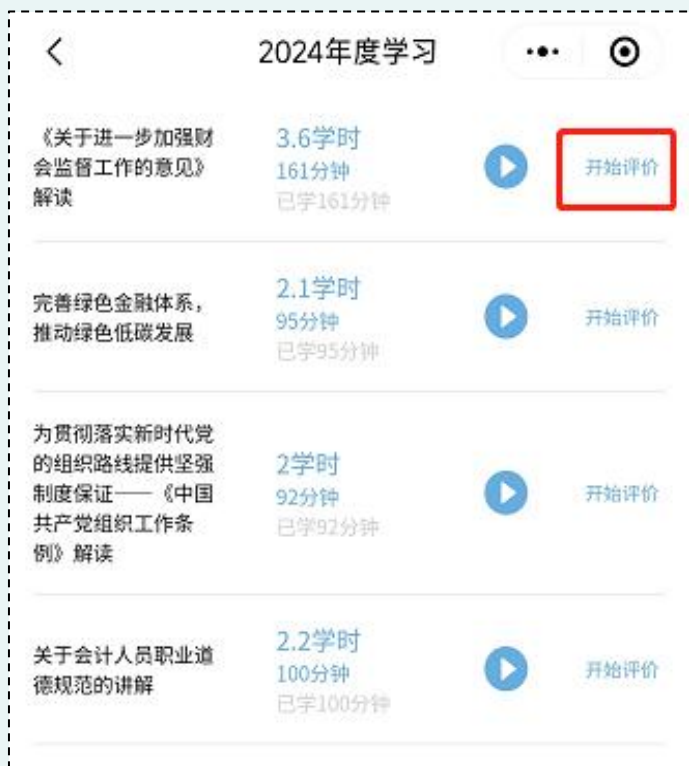 2024年度学习
《关于进一步加强财
会监督工作的意见》
解读
3.6学时
161分钟
已学161分钟
开始评价
完善绿色金融体系，
推动绿色低碳发展
2.1学时
95分钟
已学95分钟
开始评价
为贯彻落实新时代党
的组织路线提供坚强
制度保证——《中国
共产党组织工作条
例》解读
2学时
92分钟
已学92分钟
开始评价
关于会计人员职业道
德规范的讲解
2.2学时
100分钟
已学100分钟
开始评价